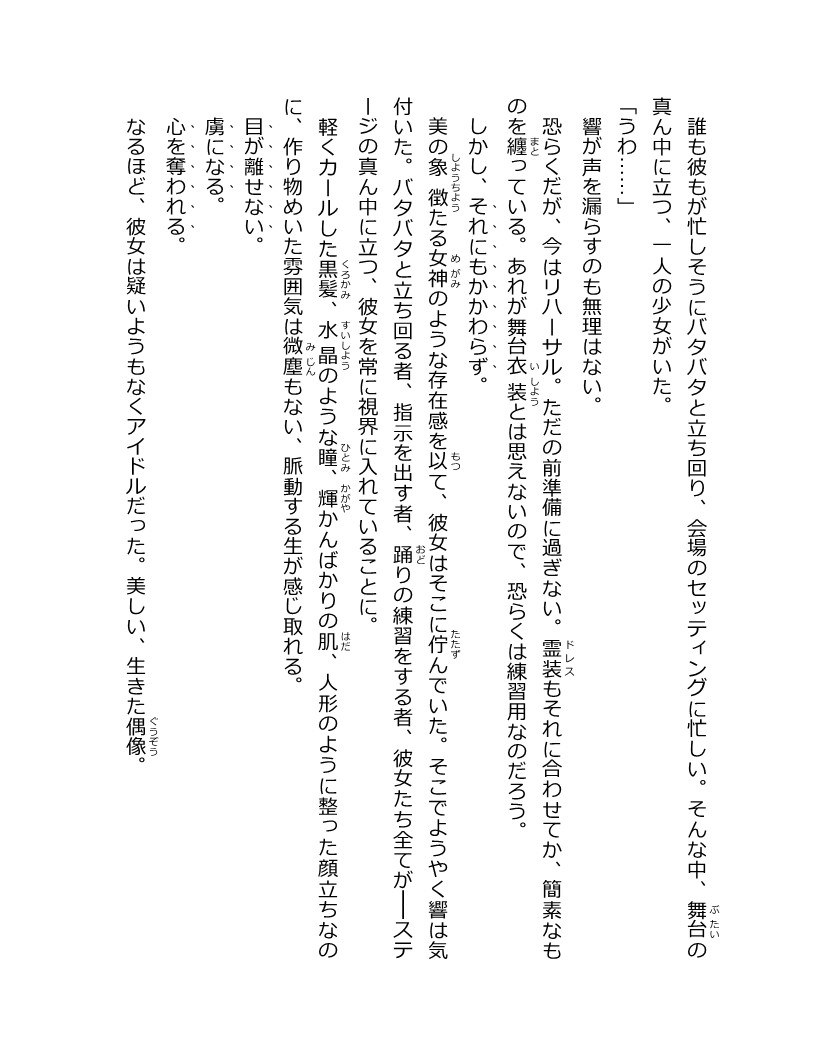 誰も彼もが忙しそうにバタバタと立ち回り、会場のセッティングに忙しい。そんな中、舞台の
真ん中に立つ、一人の少女がいた。
「うわ……」
響が声を漏らすのも無理はない。
恐らくだが、今はリハーサル。ただの前準備に過ぎない。霊装もそれに合わせてか、簡素なも
のを纏っている。あれが舞台衣装とは思えないので、恐らくは練習用なのだろう。
しかし、それにもかかわらず。
美の象徴たる女神のような存在感を以て、彼女はそこに佇んでいた。そこでようやく響は気
付いた。バタバタと立ち回る者、指示を出す者、踊りの練習をする者、彼女たち全てが――ステ
ージの真ん中に立つ、彼女を常に視界に入れていることに。
軽くカールした黒髪、水晶のような瞳、輝かんばかりの肌、人形のように整った顔立ちなの
に、作り物めいた雰囲気は微塵もない、脈動する生が感じ取れる。
目が離せない。
虜になる。
心を奪われる。
なるほど、彼女は疑いようもなくアイドルだった。美しい、生きた偶像。